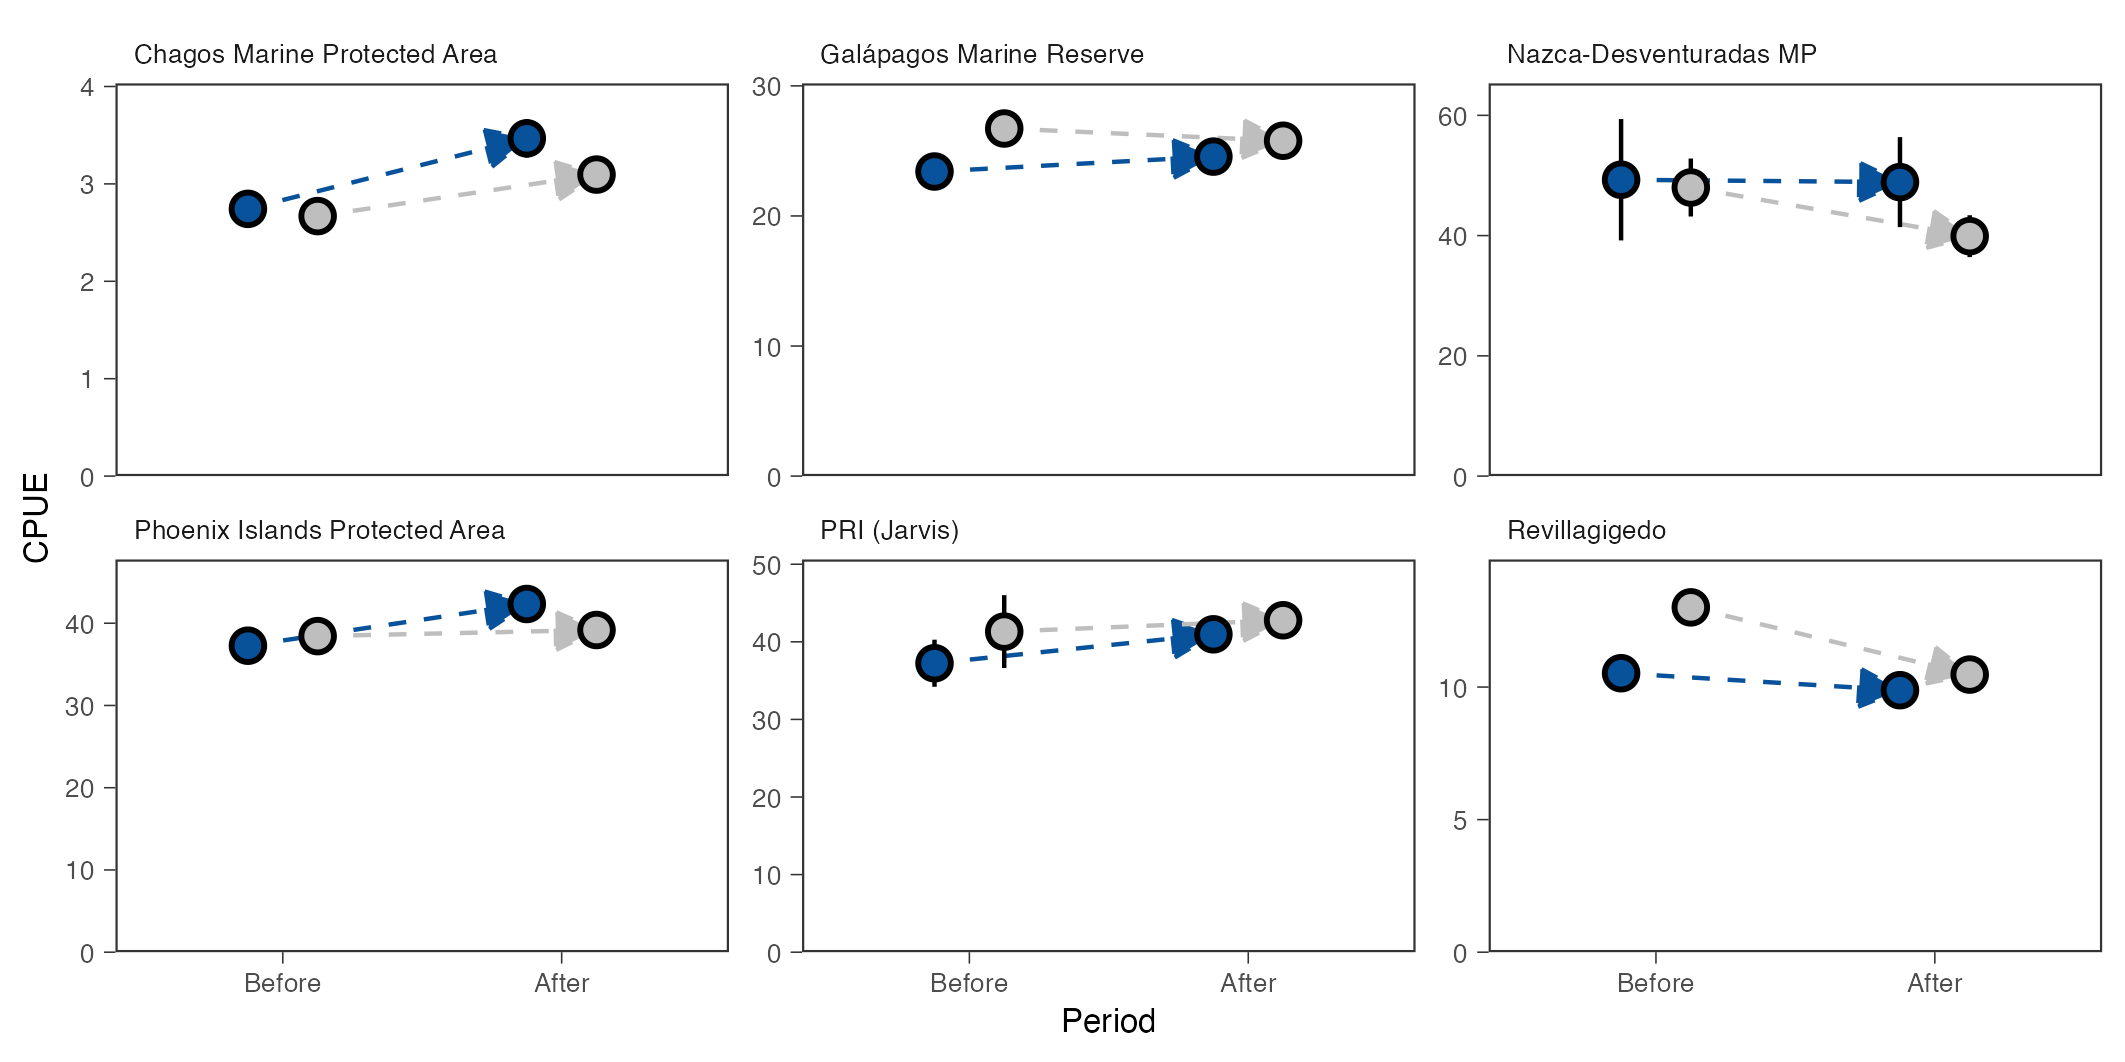 Chagos Marine Protected Area
Galápagos Marine Reserve
Nazca-Desventuradas MP
4
3
2
1
0
30
20
10
0
60
40
20
0
CPUE
Phoenix Islands Protected Area
PRI (Jarvis)
Revillagigedo
40
30
20
10
0
50
40
30
20
10
0
10
5
0
Before
After
Before
After
Before
After
Period